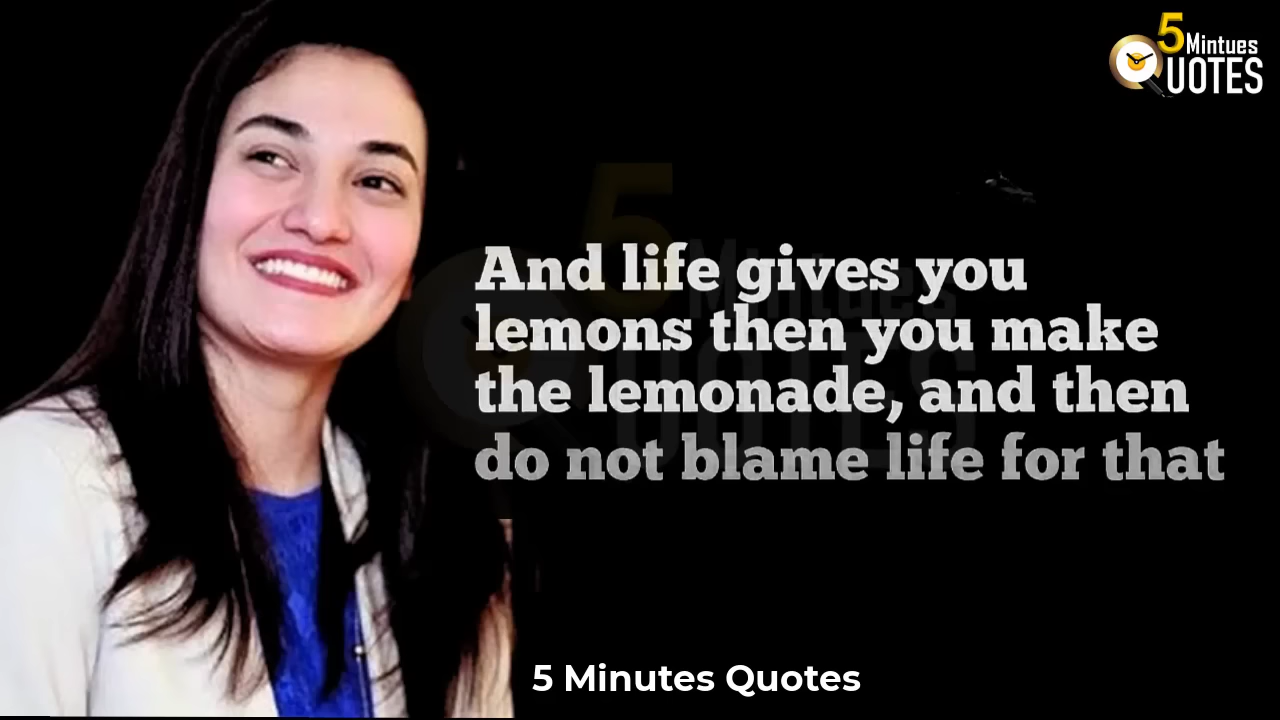 5 Mintues
QUOTES
And life gives you
lemons then you make
the lemonade, and then
do not blame life for that
5 Minutes Quotes